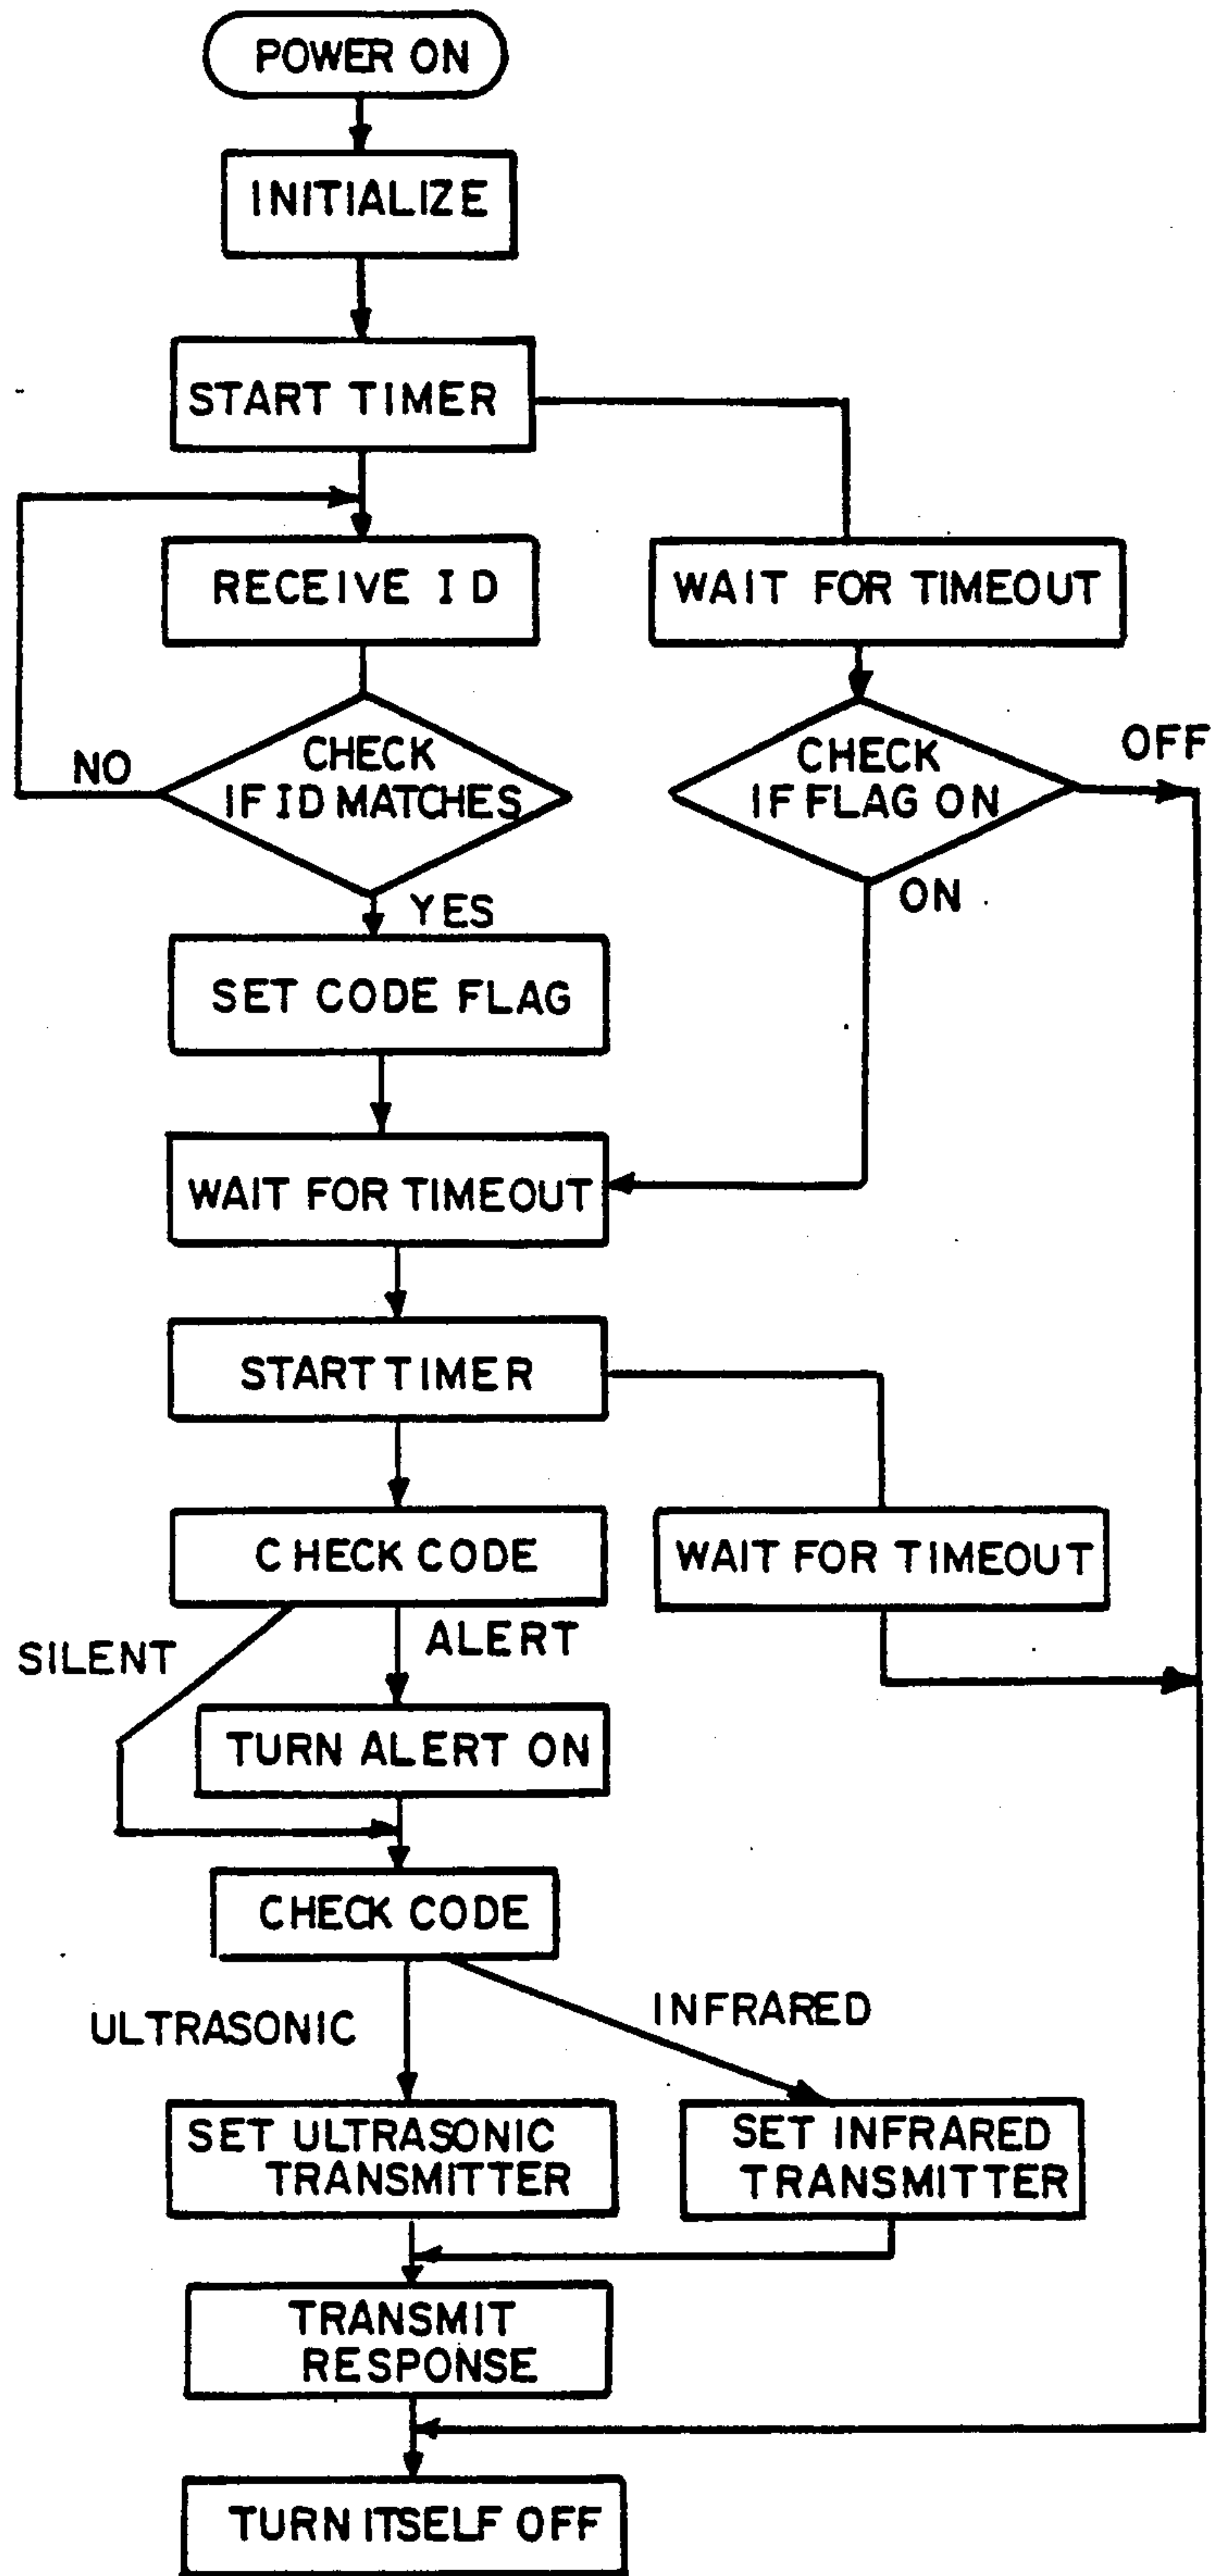 POWER ON
INITIALIZE
START TIMER
RECEIVE ID
WAIT FOR TIMEOUT
CHECK
IF ID MATCHES
NO
YES
CHECK
IF FLAG ON
OFF
ON
SET CODE FLAG
WAIT FOR TIMEOUT
START TIMER
CHECK CODE
WAIT FOR TIMEOUT
SILENT
ALERT
TURN ALERT ON
CHECK CODE
ULTRASONIC
INFRARED
SET ULTRASONIC
TRANSMITTER
SET INFRARED
TRANSMITTER
TRANSMIT
RESPONSE
TURN ITSELF OFF